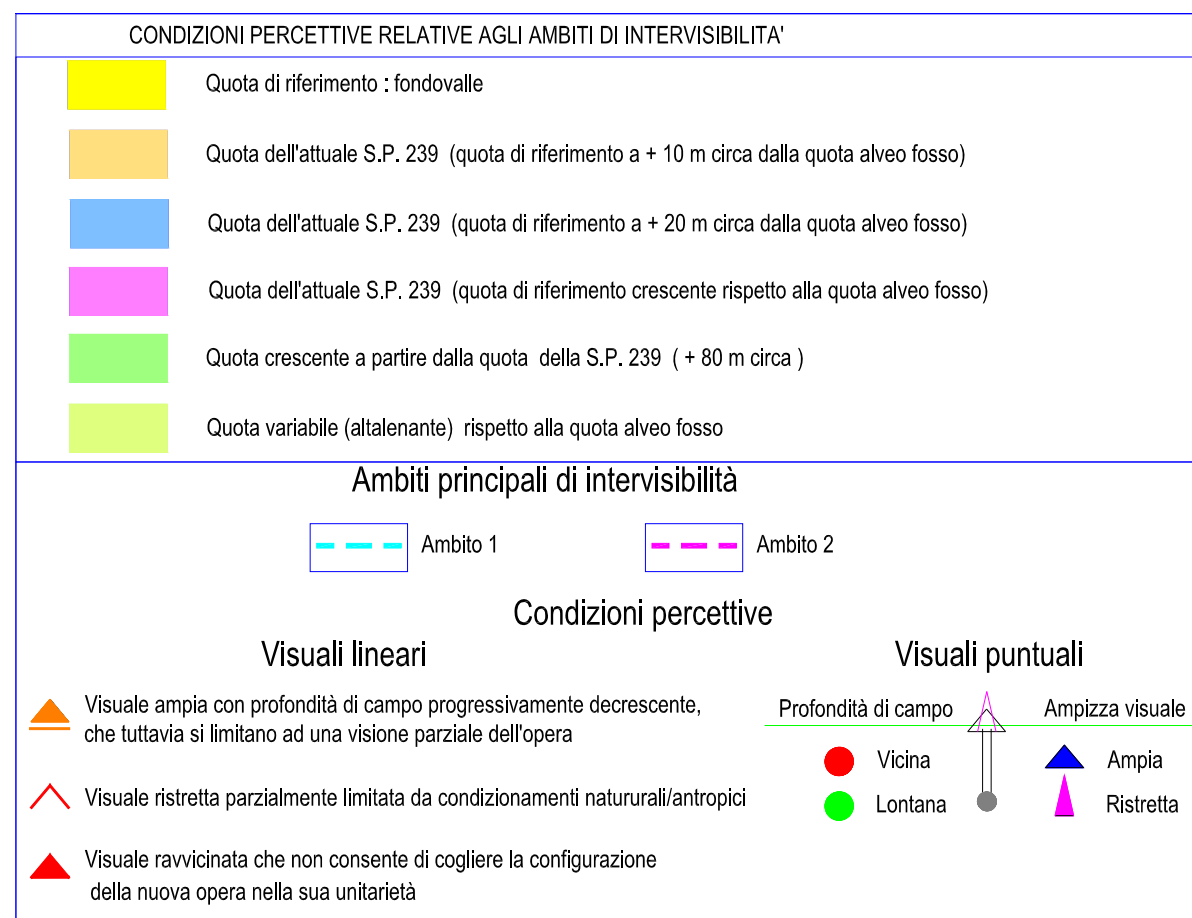 CONDIZIONI PERCETTIVE RELATIVE AGLI AMBITI DI INTERVISIBILITA'
Quota di riferimento : fondovalle
Quota dell'attuale S.P. 239 (quota di riferimento a + 10 m circa dalla quota alveo fosso)
Quota dell'attuale S.P. 239 (quota di riferimento a + 20 m circa dalla quota alveo fosso)
Quota dell'attuale S.P. 239 (quota di riferimento crescente rispetto alla quota alveo fosso)
Quota crescente a partire dalla quota della S.P. 239 ( + 80 m circa )
Quota variabile (altalenante) rispetto alla quota alveo fosso
Ambiti principali di intervisibilità
Ambito 1
Ambito 2
Condizioni percettive
Visuali lineari
Visuale ampia con profondità di campo progressivamente decrescente,
che tuttavia si limitano ad una visione parziale dell'opera
Visuale ristretta parzialmente limitata da condizionamenti natururali/antropici
Visuale ravvicinata che non consente di cogliere la configurazione
della nuova opera nella sua unitarietà
Visuali puntuali
Profondità di campo
Ampizza visuale
Vicina
Ampia
Lontana
Ristretta